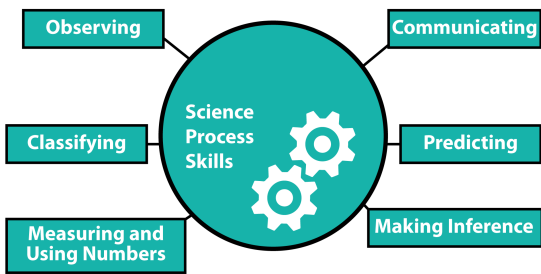 Observing
Communicating
Science
Process
Skills
Classifying
Predicting
Measuring and
Using Numbers
Making Inference